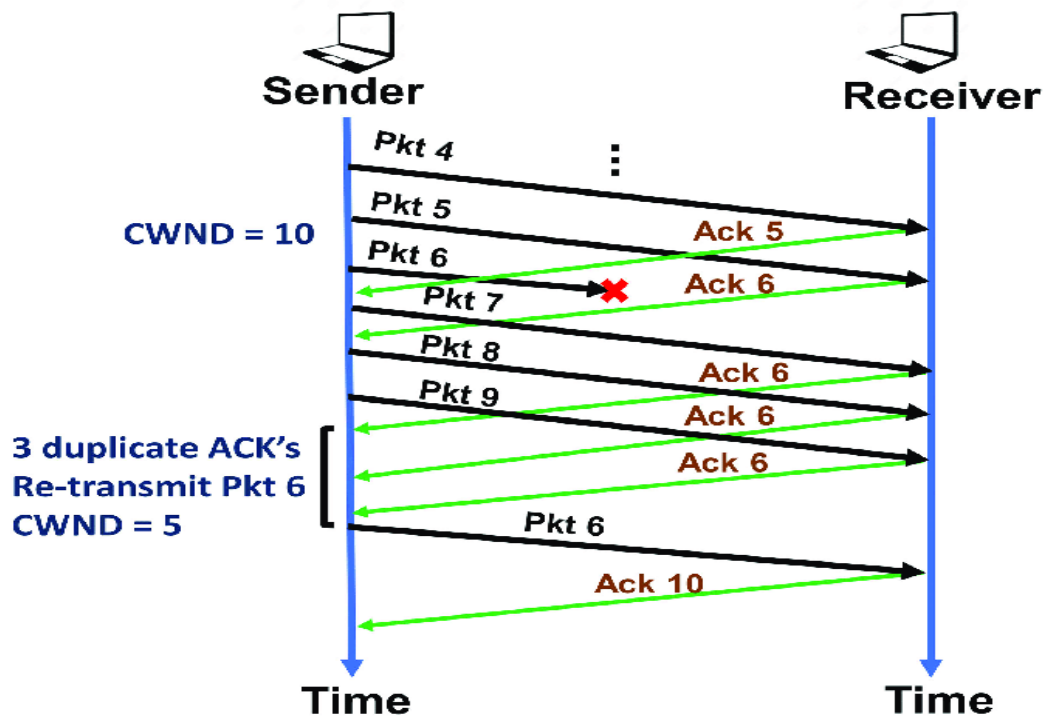 Sender
Receiver
Pkt 4
⋮
Pkt 5
CWND = 10
Ack 5
Pkt 6
Ack 6
Pkt 7
Pkt 8
Ack 6
Pkt 9
Ack 6
3 duplicate ACK's
Ack 6
Re-transmit Pkt 6
CWND = 5
Pkt 6
Ack 10
Time
Time